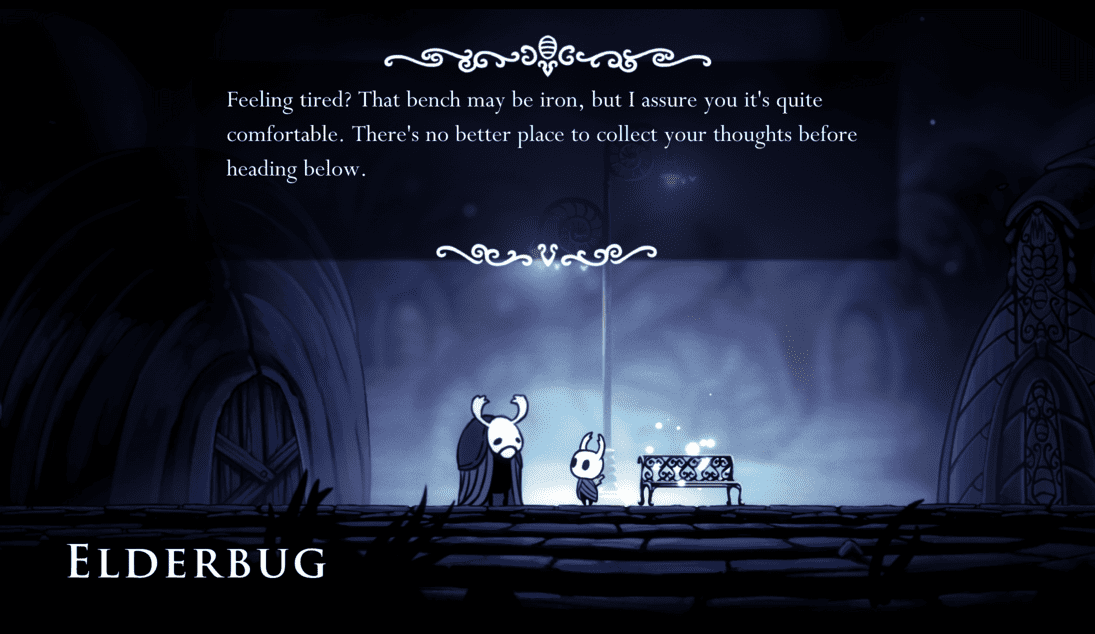 Feeling tired? That bench may be iron, but I assure you it's quite
comfortable. There's no better place to collect your thoughts before
heading below.
ELDERBUG